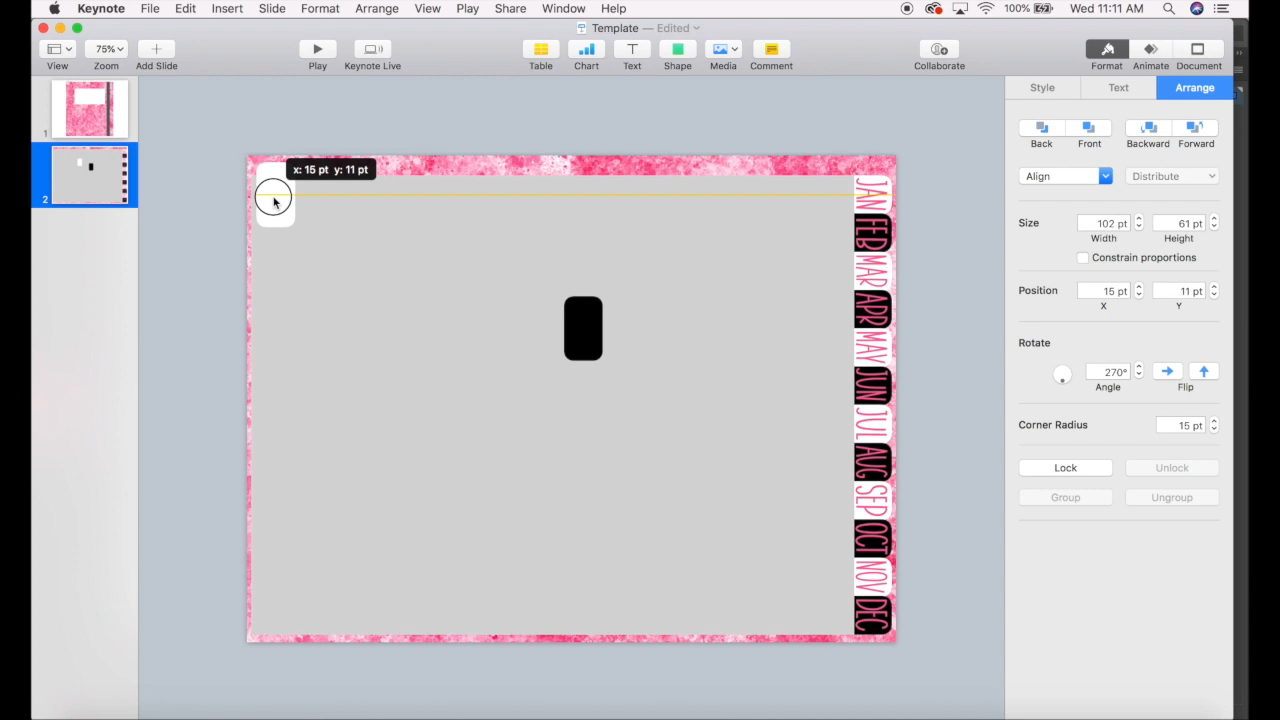 Keynote File Edit Insert Slide Format Arrange View Play Share Window Help 100% Wed 11:11 AM
Template — Edited
75%
View Zoom Add Slide Play Keynote Live Table Chart Text Shape Media Comment Collaborate Format Animate Document
Style Text Arrange
1
2
x: 15 pt y: 11 pt
JAN
FEB
MAR
APR
MAY
JUN
JUL
AUG
SEP
OCT
NOV
DEC
Back Front Backward Forward
Align Distribute
Size 102 pt 61 pt
Width Height
Constrain proportions
Position 15 pt 11 pt
X Y
Rotate
270°
Angle Flip
Corner Radius 15 pt
Lock Unlock
Group Ungroup